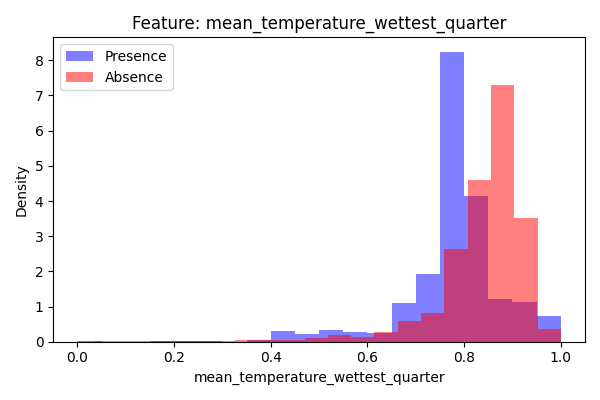 Feature: mean_temperature_wettest_quarter
Presence
Absence
Density
8
7
6
5
4
3
2
1
0
0.0 0.2 0.4 0.6 0.8 1.0
mean_temperature_wettest_quarter